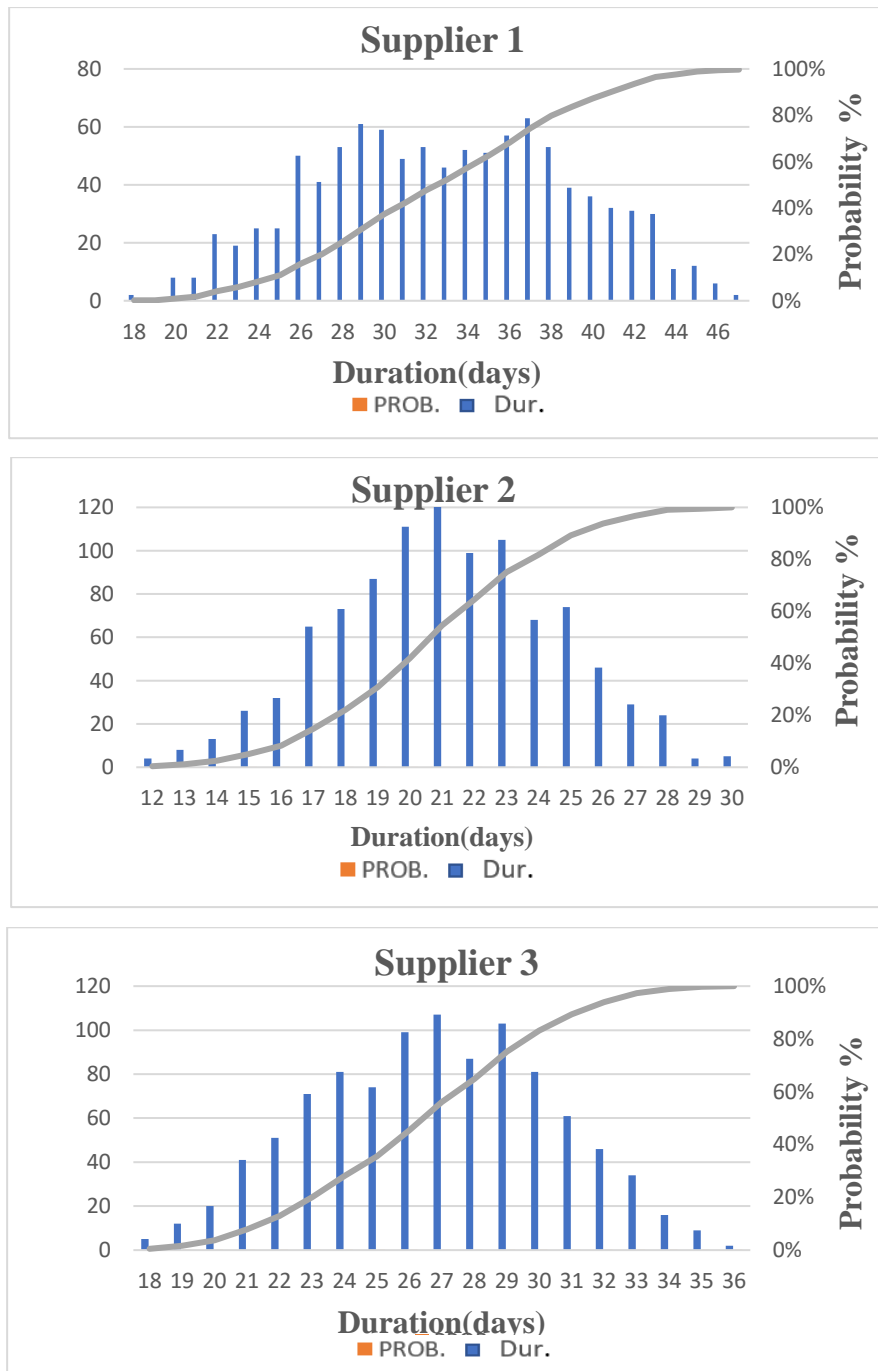 Supplier 1
80 100%
60 80%
60%
40
40%
20 20%
0 0%
18 20 22 24 26 28 30 32 34 36 38 40 42 44 46
Probability %
Duration(days)
PROB. Dur.
Supplier 2
120 100%
100 80%
80
60%
60
40%
40
20 20%
0 0%
12 13 14 15 16 17 18 19 20 21 22 23 24 25 26 27 28 29 30
Probability %
Duration(days)
PROB. Dur.
Supplier 3
120 100%
100 80%
80
60%
60
40%
40
20 20%
0 0%
18 19 20 21 22 23 24 25 26 27 28 29 30 31 32 33 34 35 36
Probability %
Duration(days)
PROB. Dur.